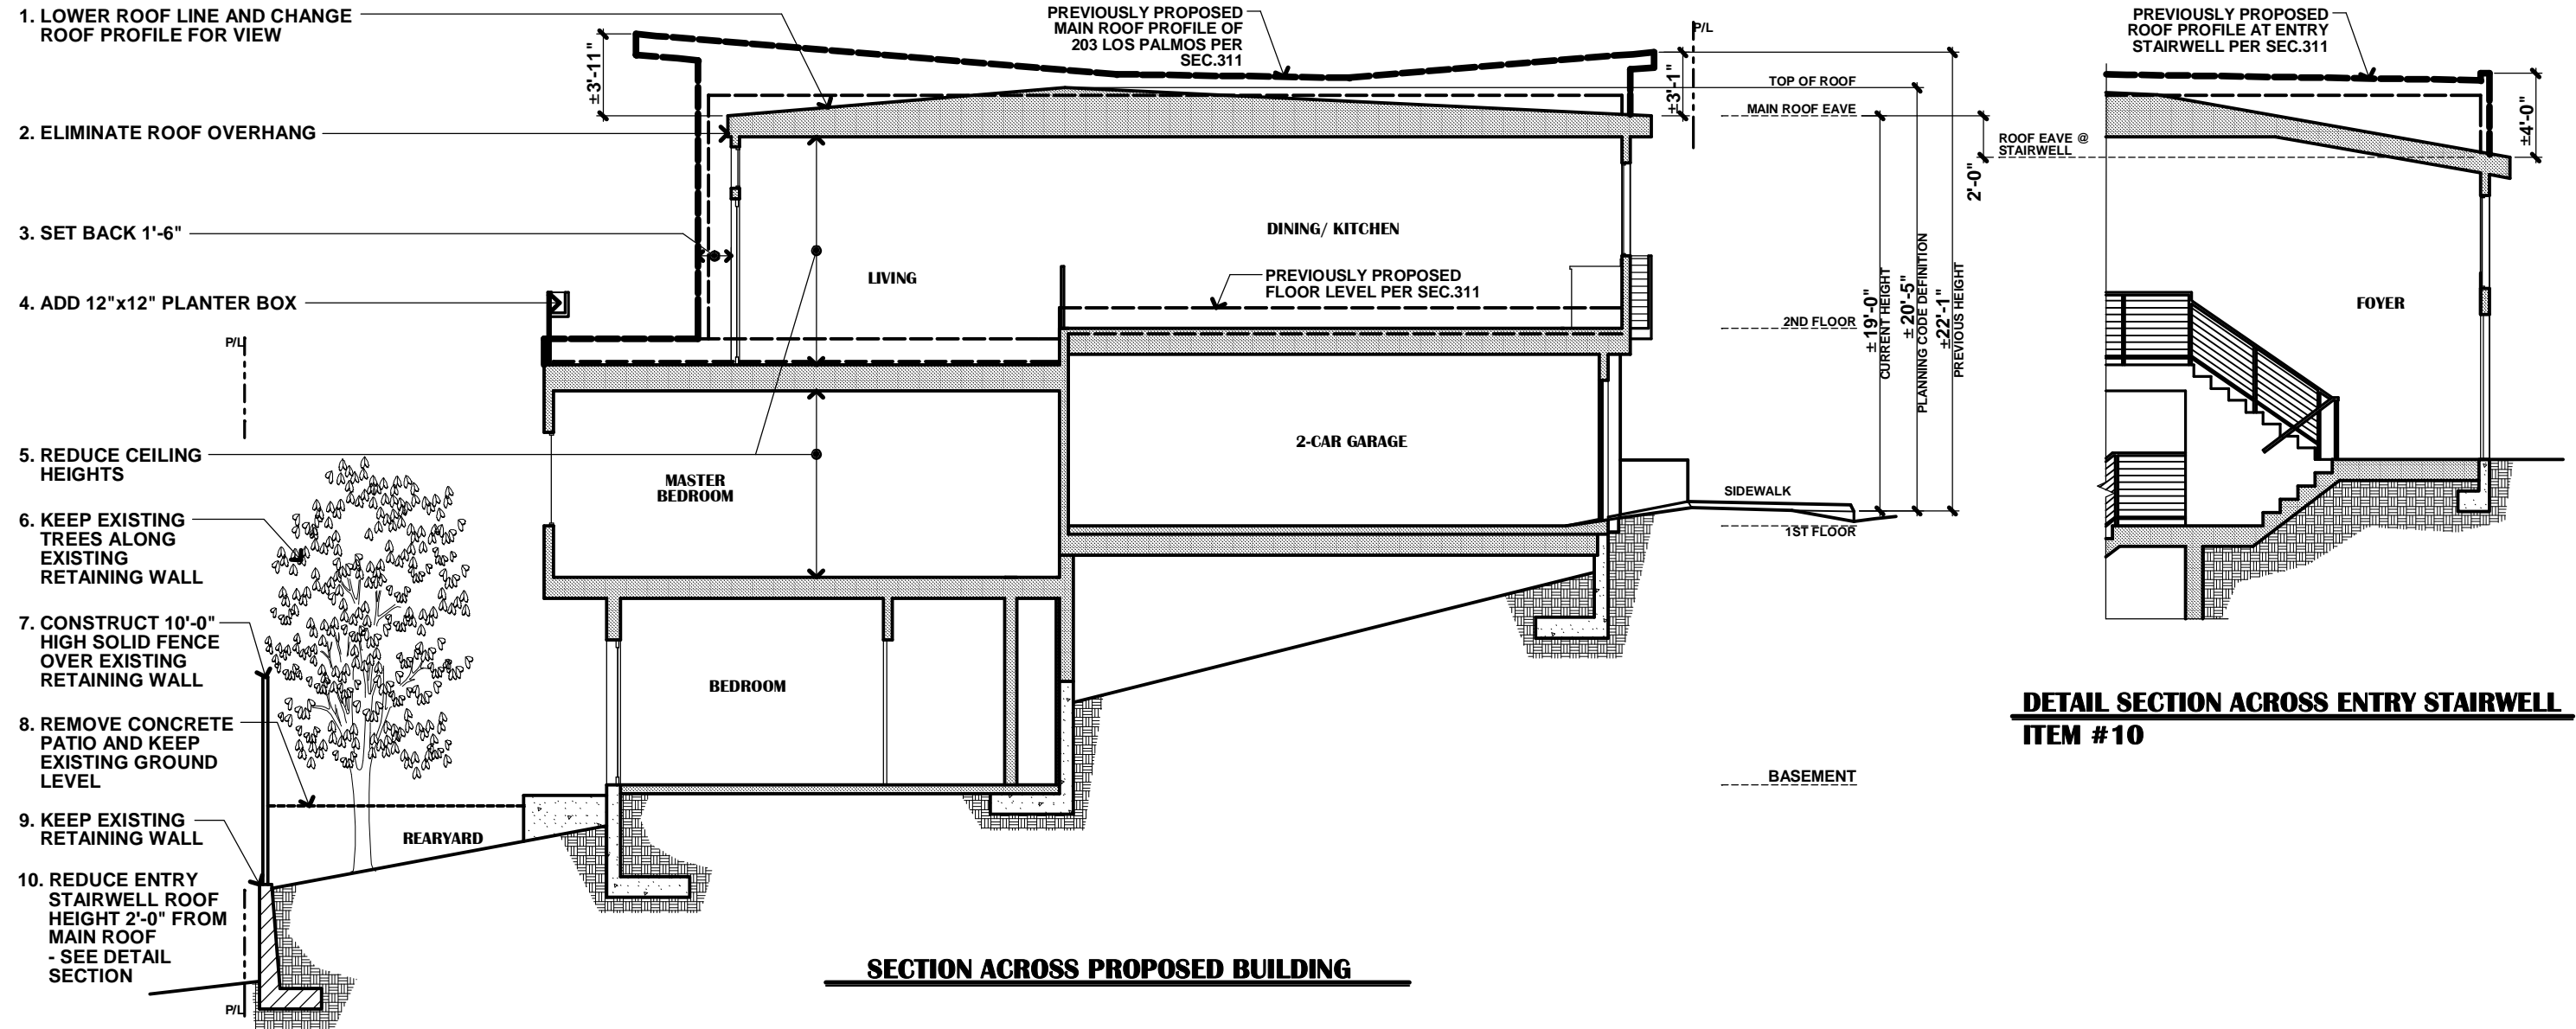 1. LOWER ROOF LINE AND CHANGE
ROOF PROFILE FOR VIEW
2. ELIMINATE ROOF OVERHANG
3. SET BACK 1'-6"
4. ADD 12"x12" PLANTER BOX
P/L
5. REDUCE CEILING
HEIGHTS
6. KEEP EXISTING
TREES ALONG
EXISTING
RETAINING WALL
7. CONSTRUCT 10'-0"
HIGH SOLID FENCE
OVER EXISTING
RETAINING WALL
8. REMOVE CONCRETE
PATIO AND KEEP
EXISTING GROUND
LEVEL
9. KEEP EXISTING
RETAINING WALL
10. REDUCE ENTRY
STAIRWELL ROOF
HEIGHT 2'-0" FROM
MAIN ROOF
- SEE DETAIL
SECTION
P/L
±3'-11"
PREVIOUSLY PROPOSED
MAIN ROOF PROFILE OF
203 LOS PALMOS PER
SEC.311
P/L
±3'-1"
TOP OF ROOF
MAIN ROOF EAVE
DINING/ KITCHEN
LIVING
PREVIOUSLY PROPOSED
FLOOR LEVEL PER SEC.311
2ND FLOOR
±19'-0"
CURRENT HEIGHT
±20'-5"
PLANNING CODE DEFINITION
±22'-1"
PREVIOUS HEIGHT
2'-0"
2-CAR GARAGE
MASTER
BEDROOM
SIDEWALK
1ST FLOOR
BEDROOM
BASEMENT
REARYARD
SECTION ACROSS PROPOSED BUILDING
PREVIOUSLY PROPOSED
ROOF PROFILE AT ENTRY
STAIRWELL PER SEC.311
±4'-0"
ROOF EAVE @
STAIRWELL
FOYER
DETAIL SECTION ACROSS ENTRY STAIRWELL
ITEM #10